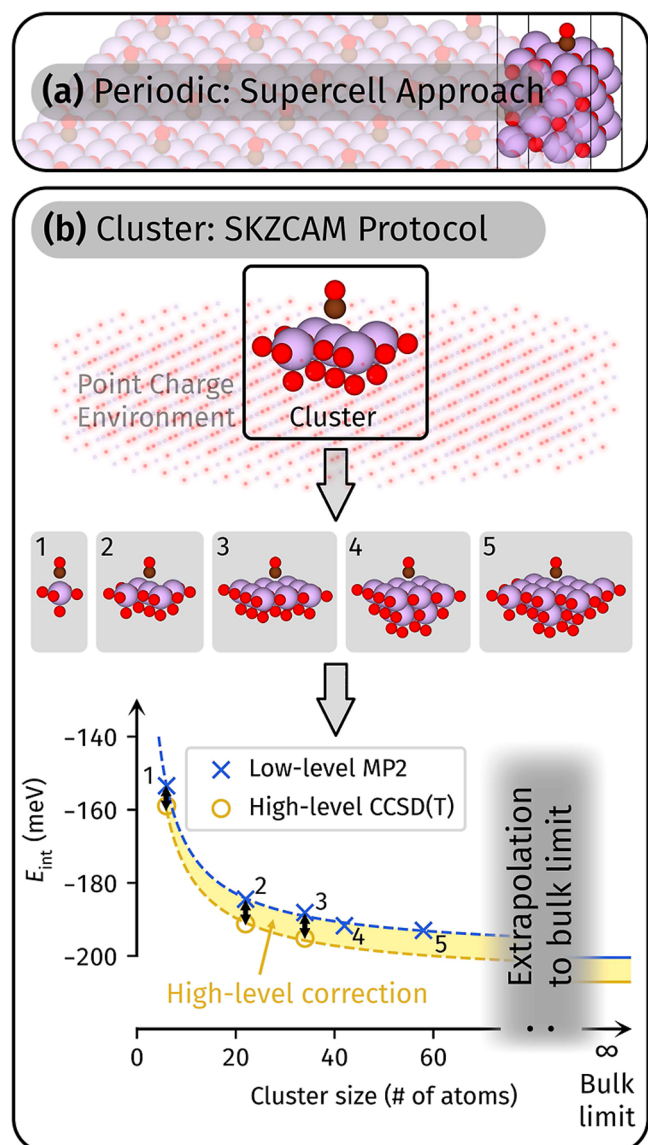 (a) Periodic: Supercell Approach
(b) Cluster: SKZCAM Protocol
Point Charge
Environment
Cluster
1
2
3
4
5
−140
−160
−180
−200
E_int (meV)
1
2
3
4
5
Low-level MP2
High-level CCSD(T)
High-level correction
Extrapolation
to bulk limit
0
20
40
60
∞
Cluster size (# of atoms)
Bulk
limit